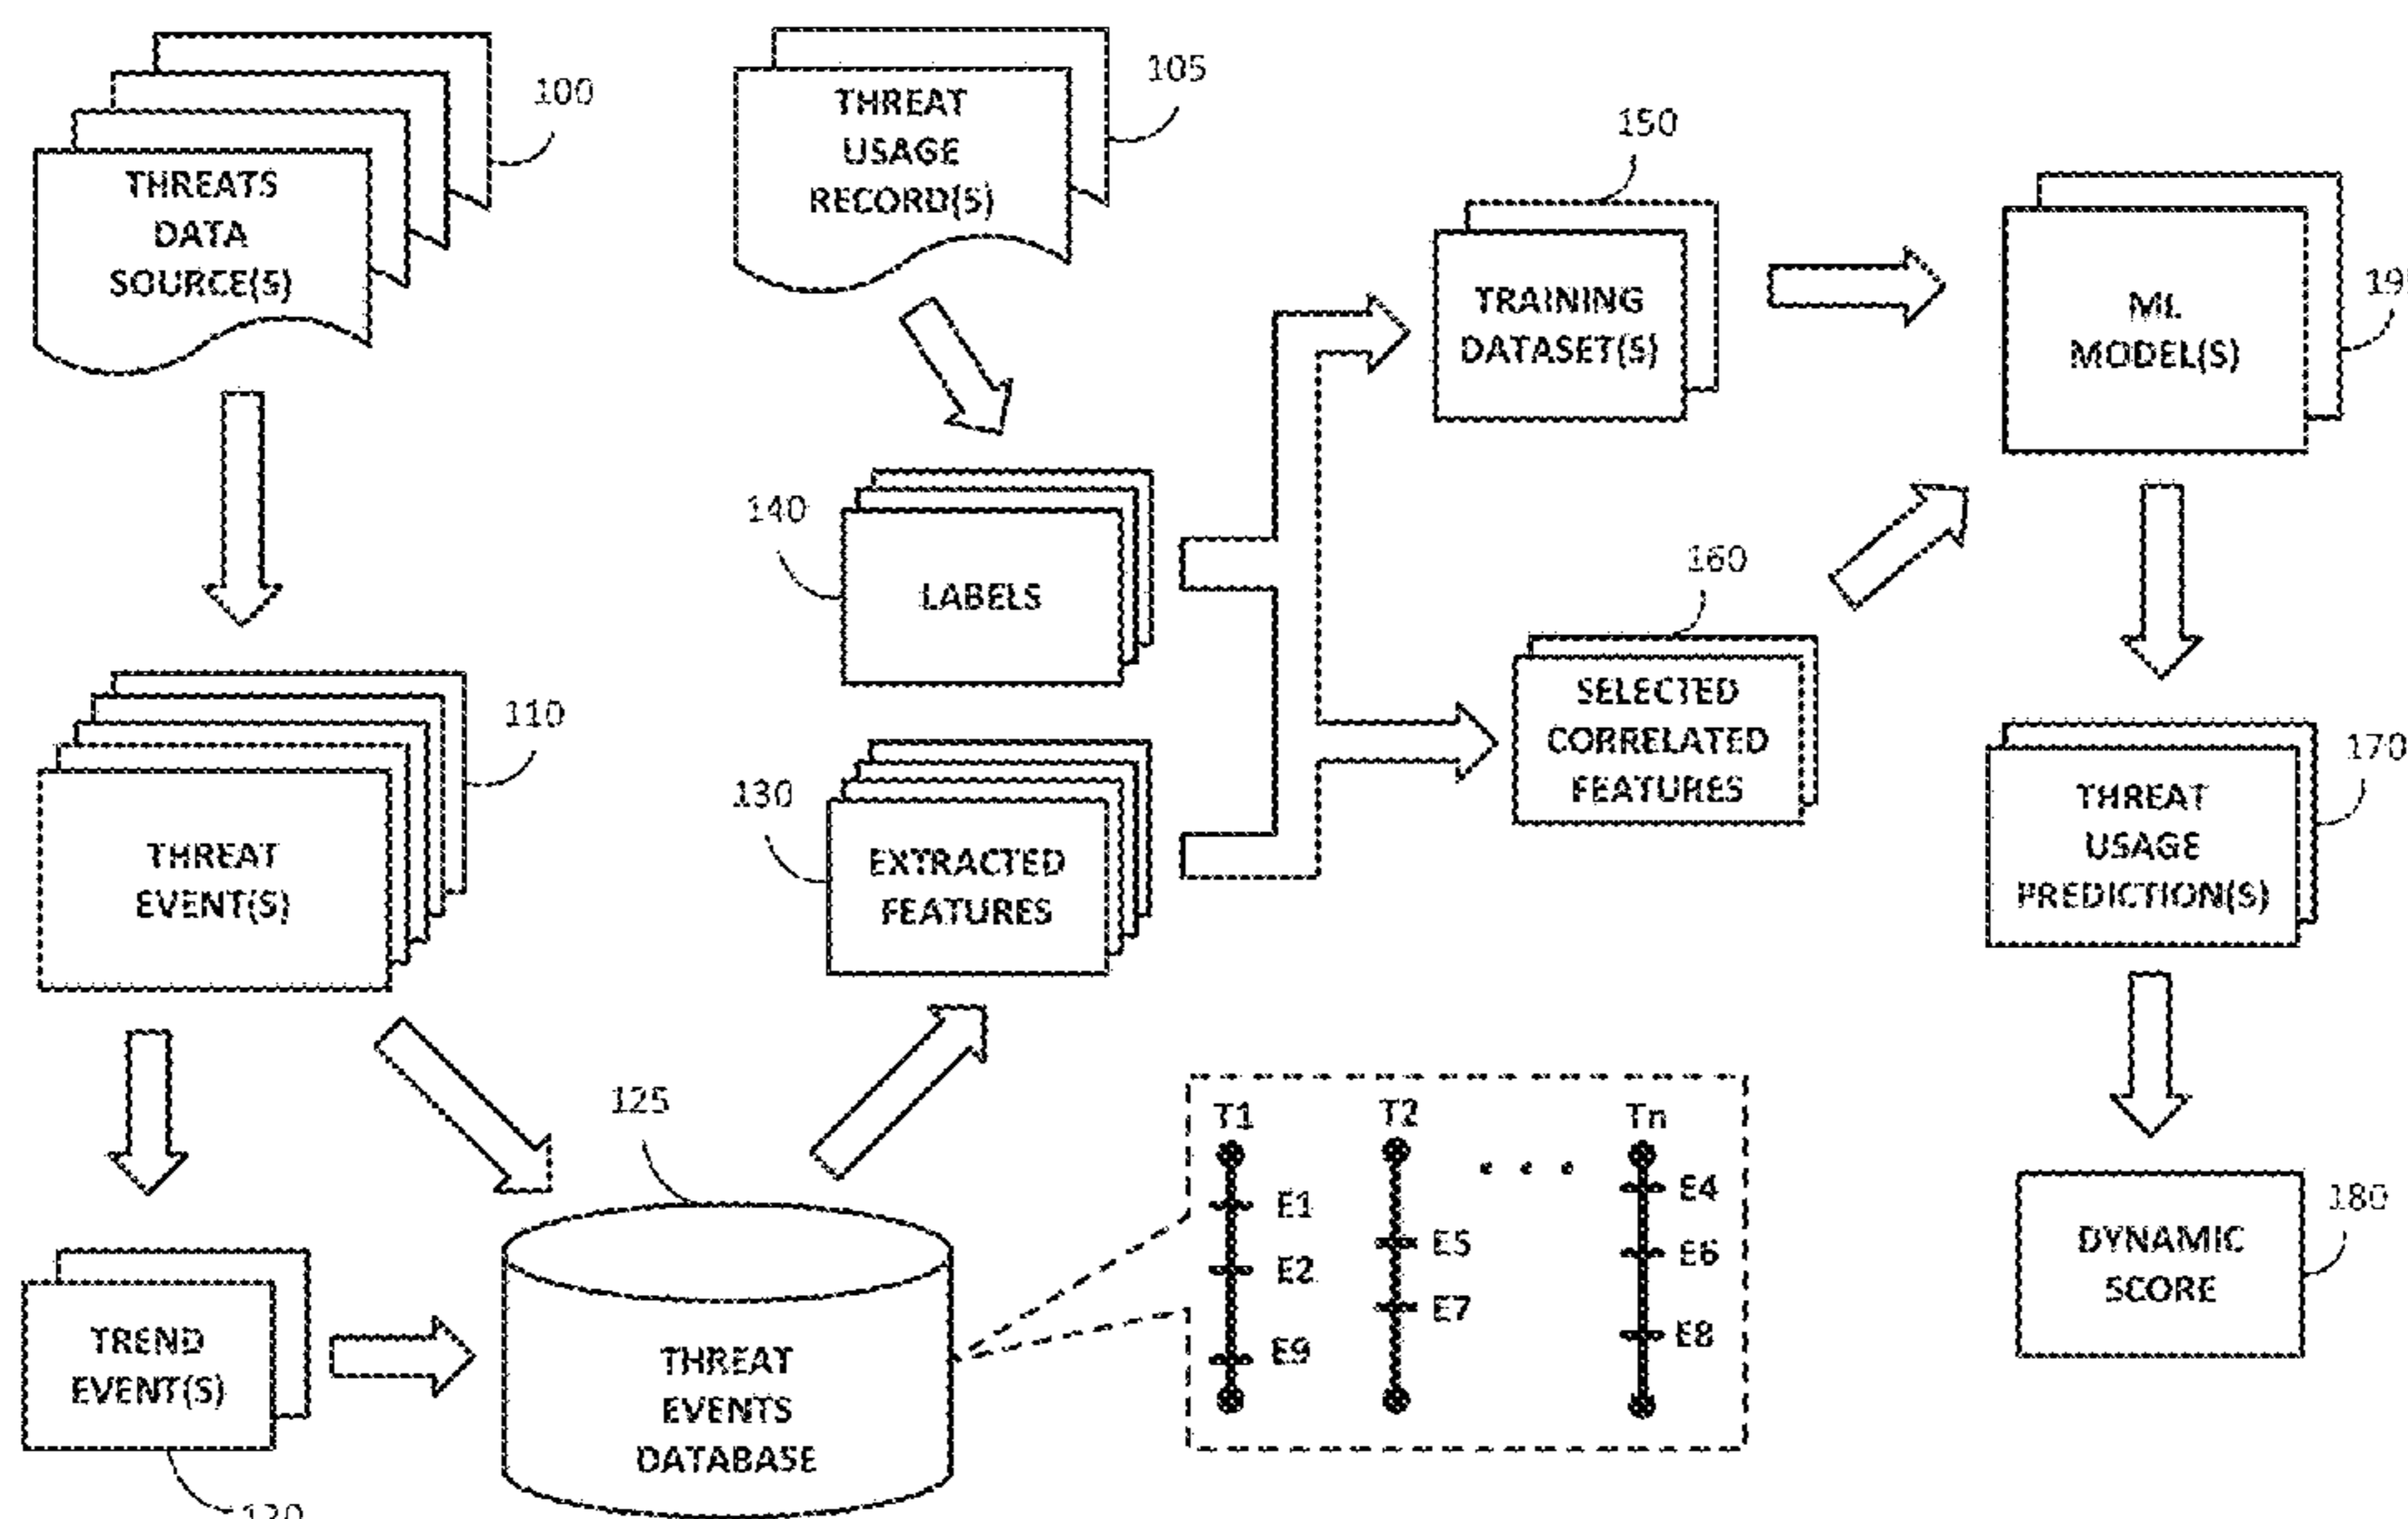 100
THREATS
DATA
SOURCE(S)
105
THREAT
USAGE
RECORD(S)
150
TRAINING
DATASET(S)
19
ML
MODEL(S)
140
LABELS
160
SELECTED
CORRELATED
FEATURES
110
THREAT
EVENT(S)
130
EXTRACTED
FEATURES
170
THREAT
USAGE
PREDICTION(S)
125
THREAT
EVENTS
DATABASE
T1
E1
E2
E9
T2
E5
E7
. . .
Tn
E4
E6
E8
180
DYNAMIC
SCORE
TREND
EVENT(S)